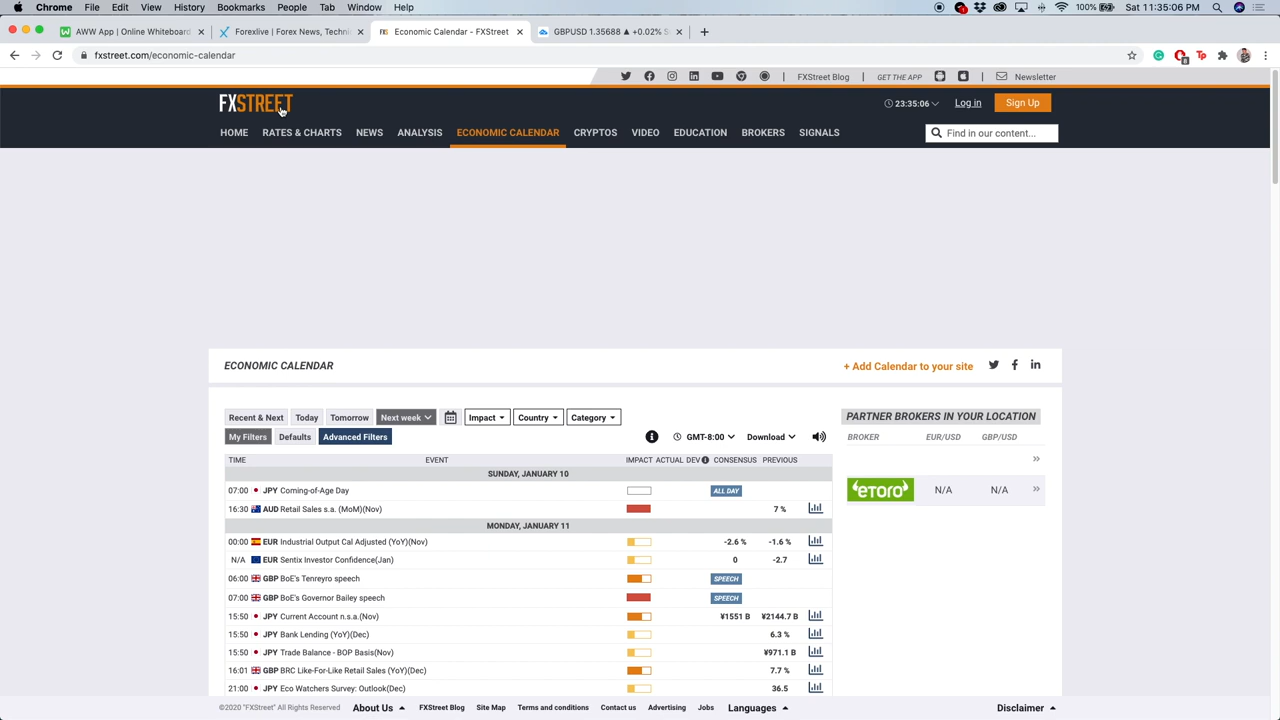 Chrome File Edit View History Bookmarks People Tab Window Help 100% Sat 11:35:06 PM
AWW App | Online Whiteboard Forexlive | Forex News, Techni Economic Calendar - FXStreet GBPUSD 1.35688 ▲ +0.02%
fxstreet.com/economic-calendar
FXStreet Blog GET THE APP Newsletter
FXSTREET 23:35:06 Log in Sign Up
HOME RATES & CHARTS NEWS ANALYSIS ECONOMIC CALENDAR CRYPTOS VIDEO EDUCATION BROKERS SIGNALS Find in our content...
ECONOMIC CALENDAR + Add Calendar to your site
Recent & Next Today Tomorrow Next week Impact Country Category
PARTNER BROKERS IN YOUR LOCATION
My Filters Defaults Advanced Filters GMT-8:00 Download
BROKER EUR/USD GBP/USD
TIME EVENT IMPACT ACTUAL DEV CONSENSUS PREVIOUS
SUNDAY, JANUARY 10
07:00 JPY Coming-of-Age Day ALL DAY
etoro N/A N/A
16:30 AUD Retail Sales s.a. (MoM)(Nov) 7 %
MONDAY, JANUARY 11
00:00 EUR Industrial Output Cal Adjusted (YoY)(Nov) -2.6 % -1.6 %
N/A EUR Sentix Investor Confidence(Jan) 0 -2.7
06:00 GBP BoE's Tenreyro speech SPEECH
07:00 GBP BoE's Governor Bailey speech SPEECH
15:50 JPY Current Account n.s.a.(Nov) ¥1551 B ¥2144.7 B
15:50 JPY Bank Lending (YoY)(Dec) 6.3 %
15:50 JPY Trade Balance - BOP Basis(Nov) ¥971.1 B
16:01 GBP BRC Like-For-Like Retail Sales (YoY)(Dec) 7.7 %
21:00 JPY Eco Watchers Survey: Outlook(Dec) 36.5
©2020 "FXStreet" All Rights Reserved About Us FXStreet Blog Site Map Terms and conditions Contact us Advertising Jobs Languages Disclaimer